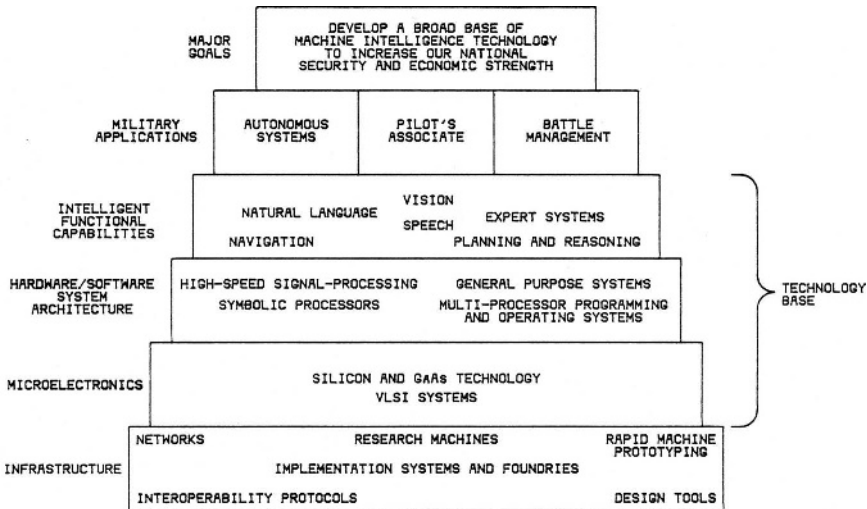 MAJOR
GOALS
DEVELOP A BROAD BASE OF
MACHINE INTELLIGENCE TECHNOLOGY
TO INCREASE OUR NATIONAL
SECURITY AND ECONOMIC STRENGTH
MILITARY
APPLICATIONS
AUTONOMOUS
SYSTEMS
PILOT'S
ASSOCIATE
BATTLE
MANAGEMENT
INTELLIGENT
FUNCTIONAL
CAPABILITIES
NATURAL LANGUAGE
VISION
SPEECH
EXPERT SYSTEMS
NAVIGATION
PLANNING AND REASONING
HARDWARE/SOFTWARE
SYSTEM
ARCHITECTURE
HIGH-SPEED SIGNAL-PROCESSING
GENERAL PURPOSE SYSTEMS
SYMBOLIC PROCESSORS
MULTI-PROCESSOR PROGRAMMING
AND OPERATING SYSTEMS
TECHNOLOGY
BASE
MICROELECTRONICS
SILICON AND GAAs TECHNOLOGY
VLSI SYSTEMS
INFRASTRUCTURE
NETWORKS
RESEARCH MACHINES
RAPID MACHINE
PROTOTYPING
IMPLEMENTATION SYSTEMS AND FOUNDRIES
INTEROPERABILITY PROTOCOLS
DESIGN TOOLS